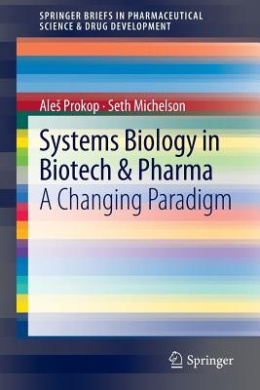 SPRINGER BRIEFS IN PHARMACEUTICAL
SCIENCE & DRUG DEVELOPMENT
Aleš Prokop · Seth Michelson
Systems Biology in
Biotech & Pharma
A Changing Paradigm
Springer